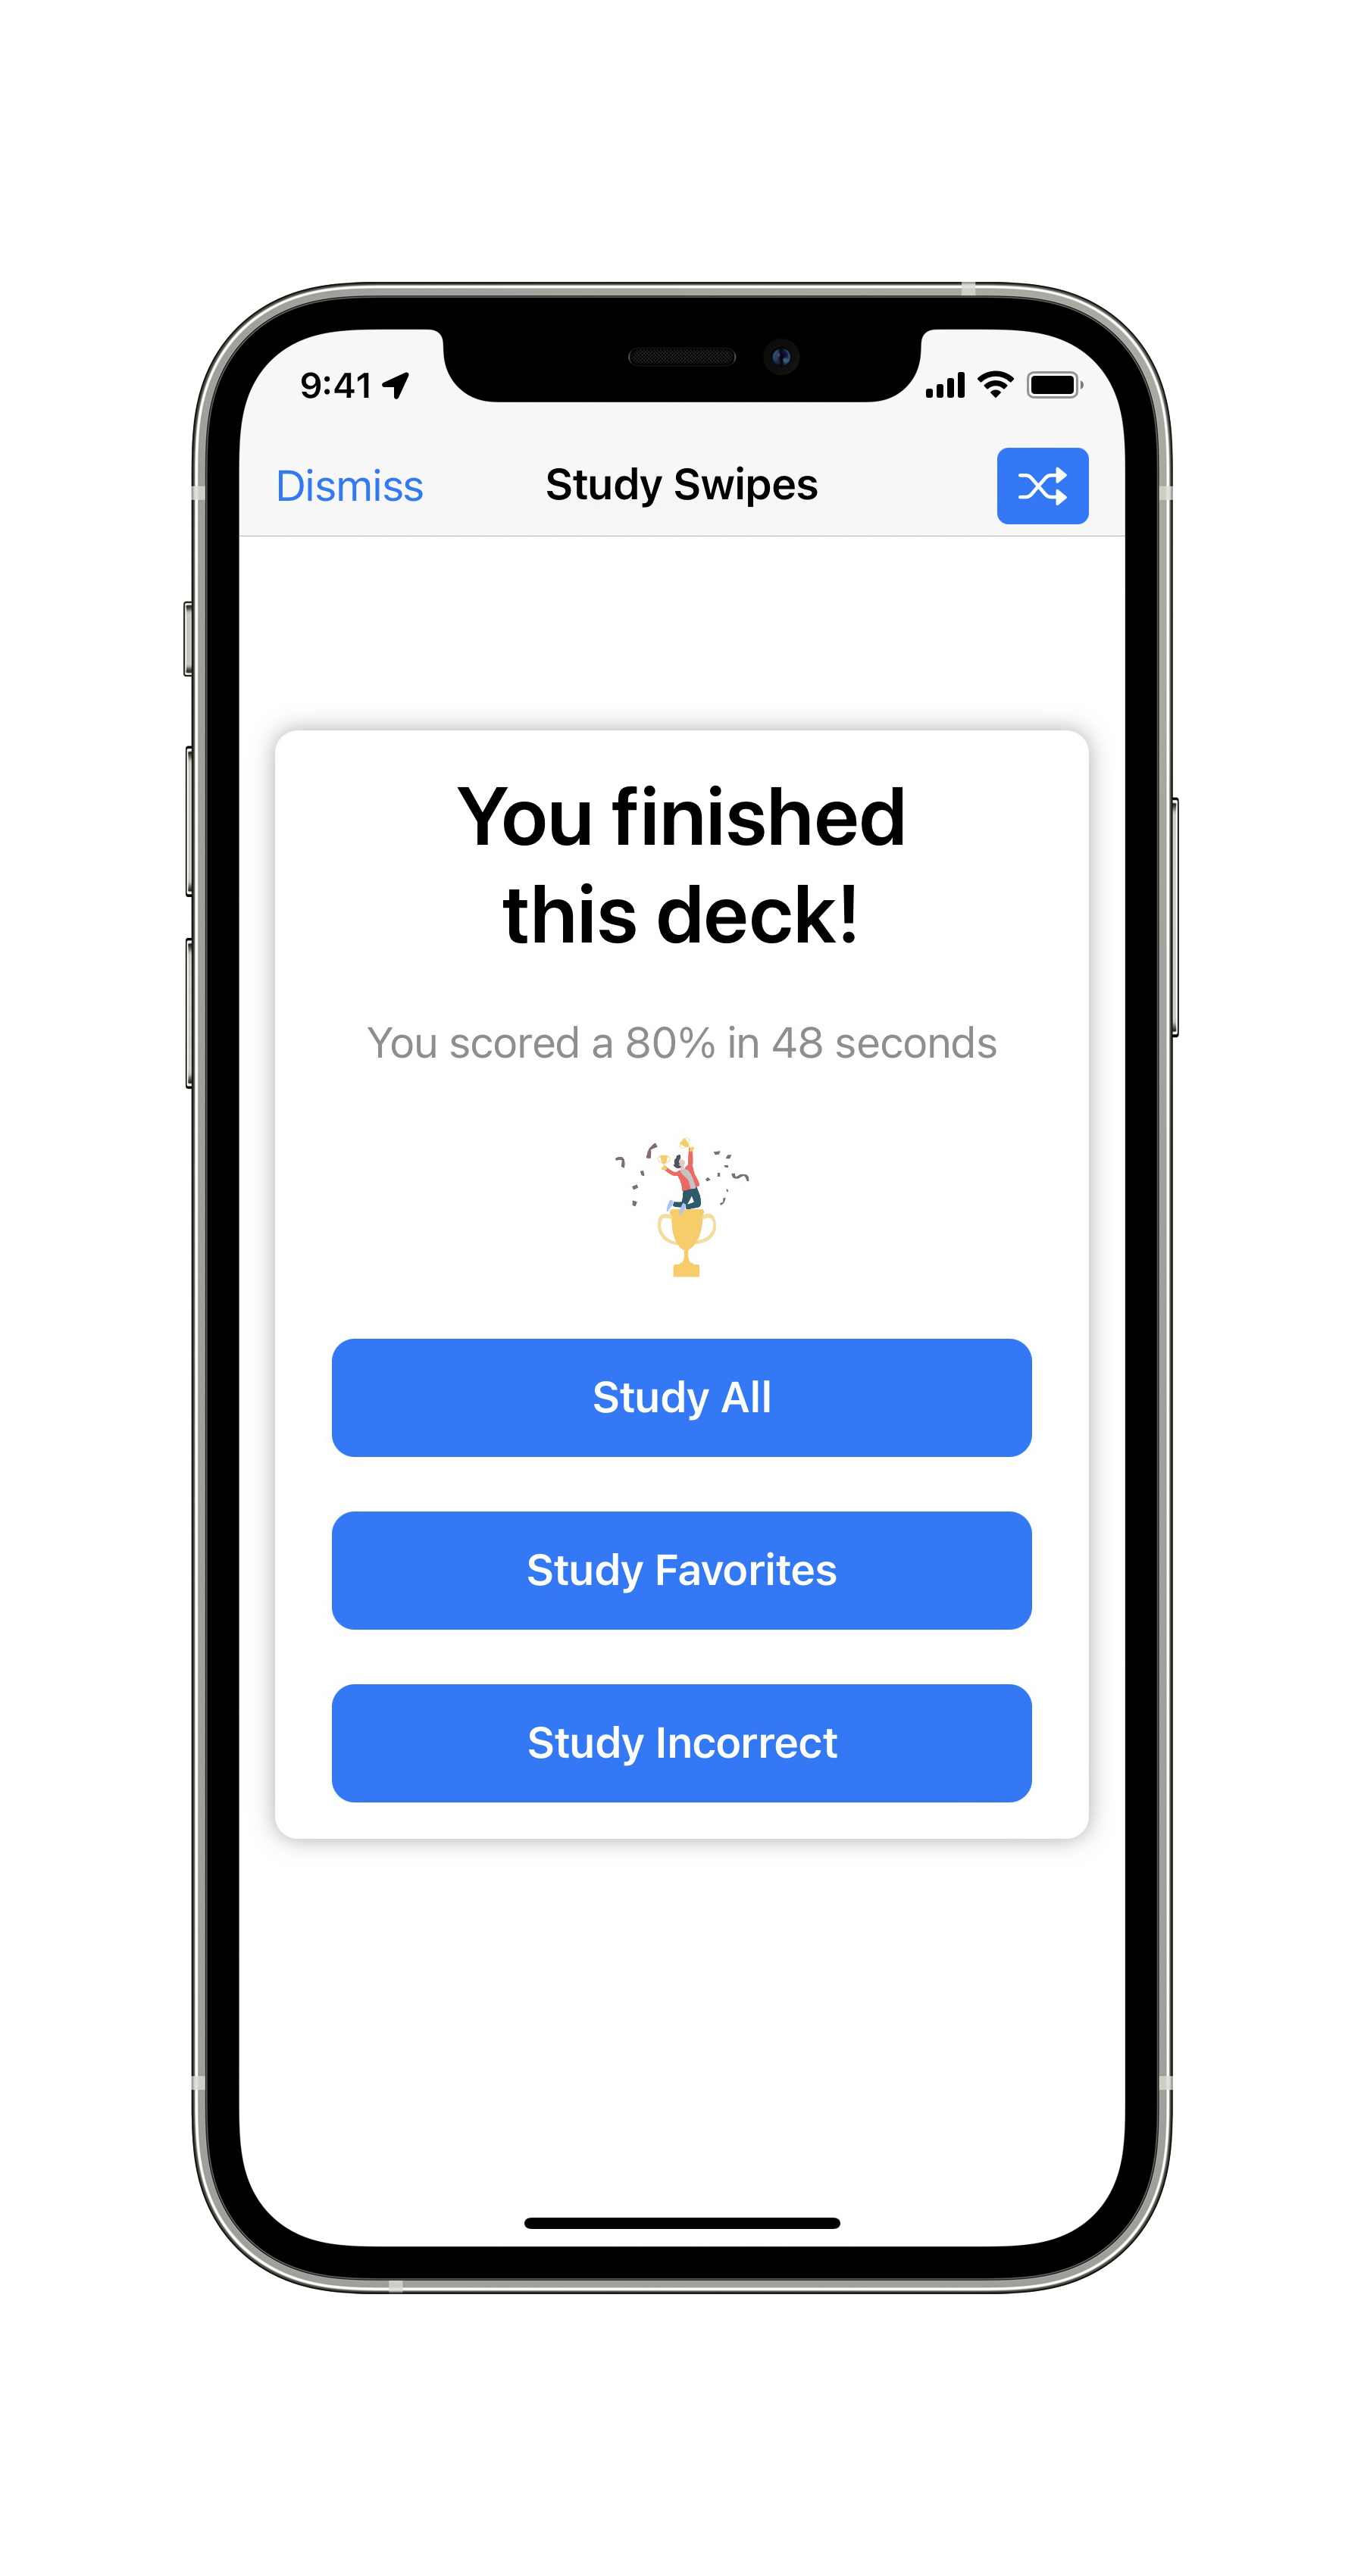 9:41
Dismiss
Study Swipes
You finished
this deck!
You scored a 80% in 48 seconds
Study All
Study Favorites
Study Incorrect